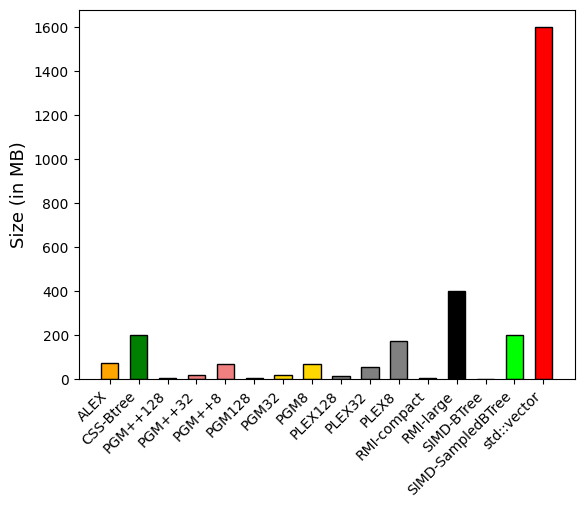 1600
1400
1200
1000
800
600
400
200
0
Size (in MB)
ALEX
CSS-Btree
PGM++128
PGM++32
PGM++8
PGM128
PGM32
PGM8
PLEX128
PLEX32
PLEX8
RMI-compact
RMI-large
SIMD-BTree
SIMD-SampledBTree
std::vector